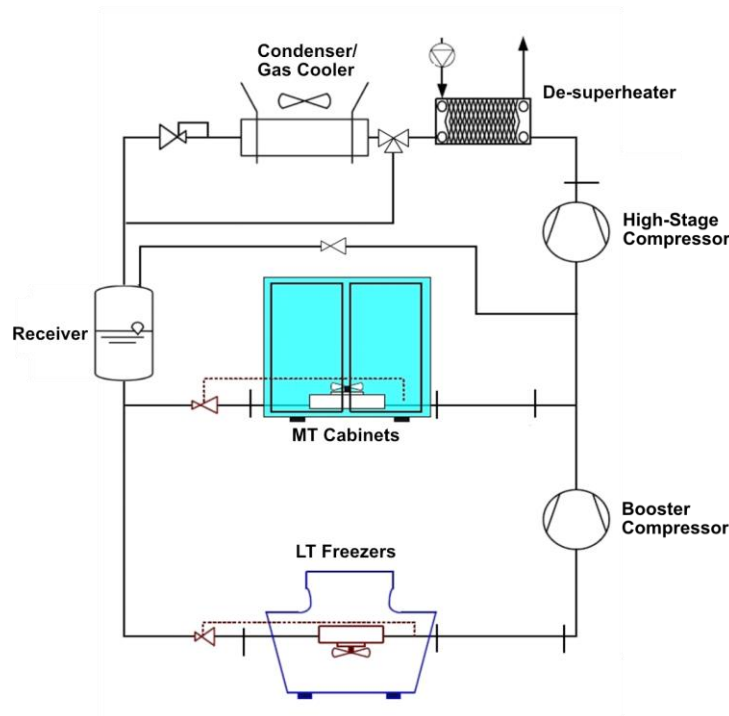 Condenser/
Gas Cooler
De-superheater
High-Stage
Compressor
Receiver
MT Cabinets
Booster
Compressor
LT Freezers